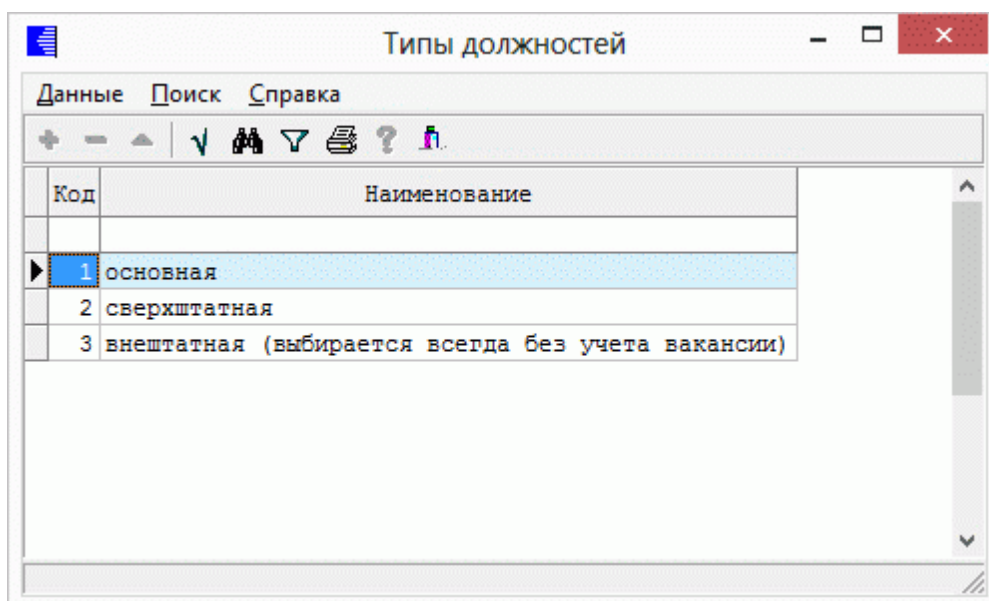 Типы должностей
Данные Поиск Справка
Код Наименование
1 основная
2 сверхштатная
3 внештатная (выбирается всегда без учета вакансии)